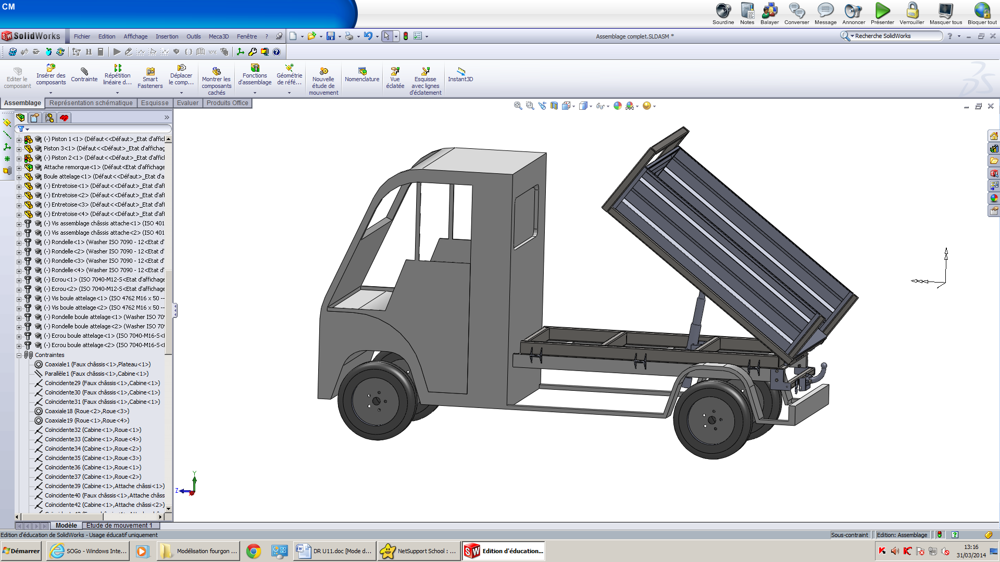 CM
Sourdine Notes Balayer Converser Message Annoncer Présenter Verrouiller Masquer tous Bloquer tout
SolidWorks Fichier Edition Affichage Insertion Outils Meca3D Fenêtre ? Assemblage complet.SLDASM * Recherche SolidWorks ?
Editer le composant
Insérer des composants
Contrainte
Répétition linéaire d...
Smart Fasteners
Déplacer le comp...
Montrer les composants cachés
Fonctions d'assemblage
Géométrie de réfé...
Nouvelle étude de mouvement
Nomenclature
Vue éclatée
Esquisse avec lignes d'éclatement
Instant3D
Assemblage Représentation schématique Esquisse Evaluer Produits Office
(-) Piston 1<1> (Défaut<<Défaut>_Etat d'affic
Piston 3<1> (Défaut<<Défaut>_Etat d'affichag
(-) Piston 2<1> (Défaut<<Défaut>_Etat d'affic
Attache remorque<1> (Défaut<Etat d'affichage
Boule attelage<1> (Défaut<<Défaut>_Etat d'a
(-) Entretoise<1> (Défaut<<Défaut>_Etat d'aff
(-) Entretoise<2> (Défaut<<Défaut>_Etat d'aff
(-) Entretoise<3> (Défaut<<Défaut>_Etat d'aff
(-) Entretoise<4> (Défaut<<Défaut>_Etat d'aff
(-) Vis assemblage châssis attache<1> (ISO 401
(-) Vis assemblage châssis attache<2> (ISO 401
(-) Rondelle<1> (Washer ISO 7090 - 12<Etat d'
(-) Rondelle<2> (Washer ISO 7090 - 12<Etat d'
(-) Rondelle<3> (Washer ISO 7090 - 12<Etat d'
(-) Rondelle<4> (Washer ISO 7090 - 12<Etat d'
(-) Ecrou<1> (ISO 7040-M12-S<Etat d'affichage
(-) Ecrou<2> (ISO 7040-M12-S<Etat d'affichage
(-) Vis boule attelage<1> (ISO 4762 M16 x 50 --
(-) Vis boule attelage<2> (ISO 4762 M16 x 50 --
(-) Rondelle boule attelage<1> (Washer ISO 70
(-) Rondelle boule attelage<2> (Washer ISO 70
(-) Ecrou boule attelage<1> (ISO 7040-M16-S<
(-) Ecrou boule attelage<2> (ISO 7040-M16-S<
Contraintes
Coaxiale1 (Faux châssis<1>,Plateau<1>)
Parallèle1 (Faux châssis<1>,Cabine<1>)
Coïncidente29 (Faux châssis<1>,Cabine<1>)
Coïncidente30 (Faux châssis<1>,Cabine<1>)
Coïncidente31 (Faux châssis<1>,Cabine<1>)
Coaxiale18 (Roue<2>,Roue<3>)
Coaxiale19 (Roue<1>,Roue<4>)
Coïncidente32 (Cabine<1>,Roue<1>)
Coïncidente33 (Cabine<1>,Roue<4>)
Coïncidente34 (Cabine<1>,Roue<2>)
Coïncidente35 (Cabine<1>,Roue<3>)
Coïncidente36 (Cabine<1>,Roue<1>)
Coïncidente37 (Cabine<1>,Roue<2>)
Coïncidente39 (Cabine<1>,Attache châssi<1>)
Coïncidente40 (Faux châssis<1>,Attache châss
Coïncidente42 (Cabine<1>,Attache châssi<2>)
Y
Z
Modèle Etude de mouvement 1
Edition d'éducation de SolidWorks - Usage éducatif uniquement Sous-contraint Edition: Assemblage ?
Démarrer SOGo - Windows Inte... Modélisation fourgon ... DR U11.doc [Mode d... NetSupport School : ... Edition d'éducation... 13:16
31/03/2014